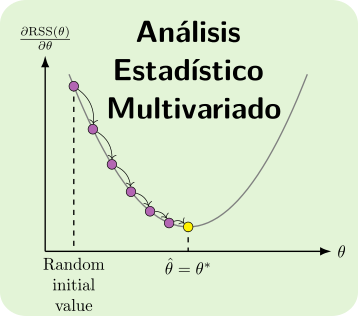 Análisis
Estadístico
Multivariado
∂RSS(θ)
∂θ
θ
Random
initial
value
θ̂ = θ*